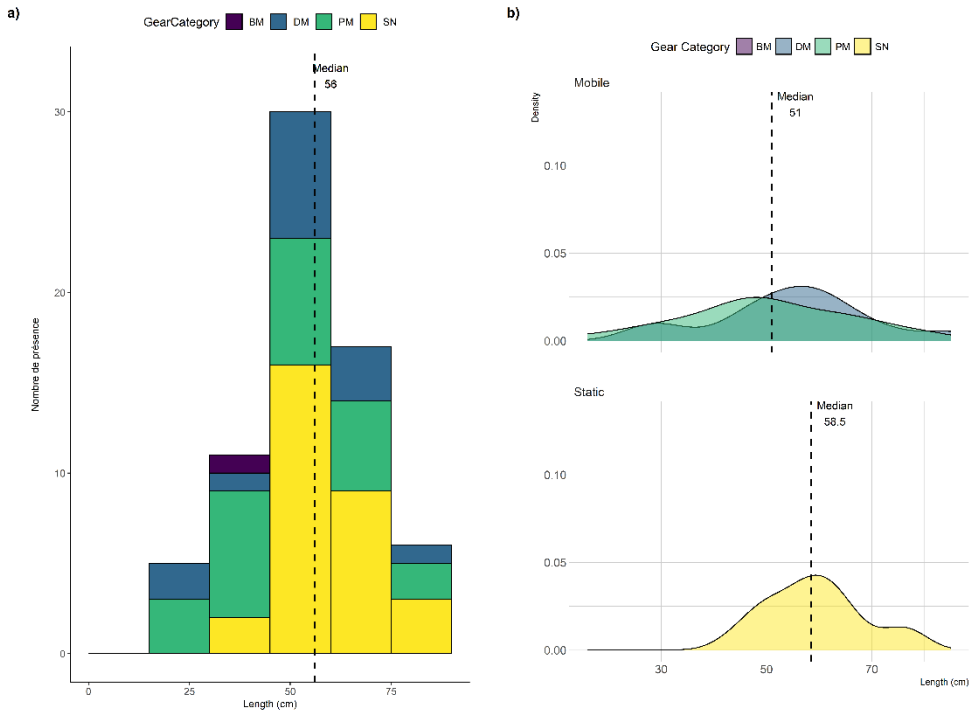 a)
GearCategory BM DM PM SN
Median
56
30
20
10
0
Nombre de présence
0 25 50 75
Length (cm)
b)
Gear Category BM DM PM SN
Mobile
Density
Median
51
0.10
0.05
0.00
Static
Median
58.5
0.10
0.05
0.00
30 50 70
Length (cm)